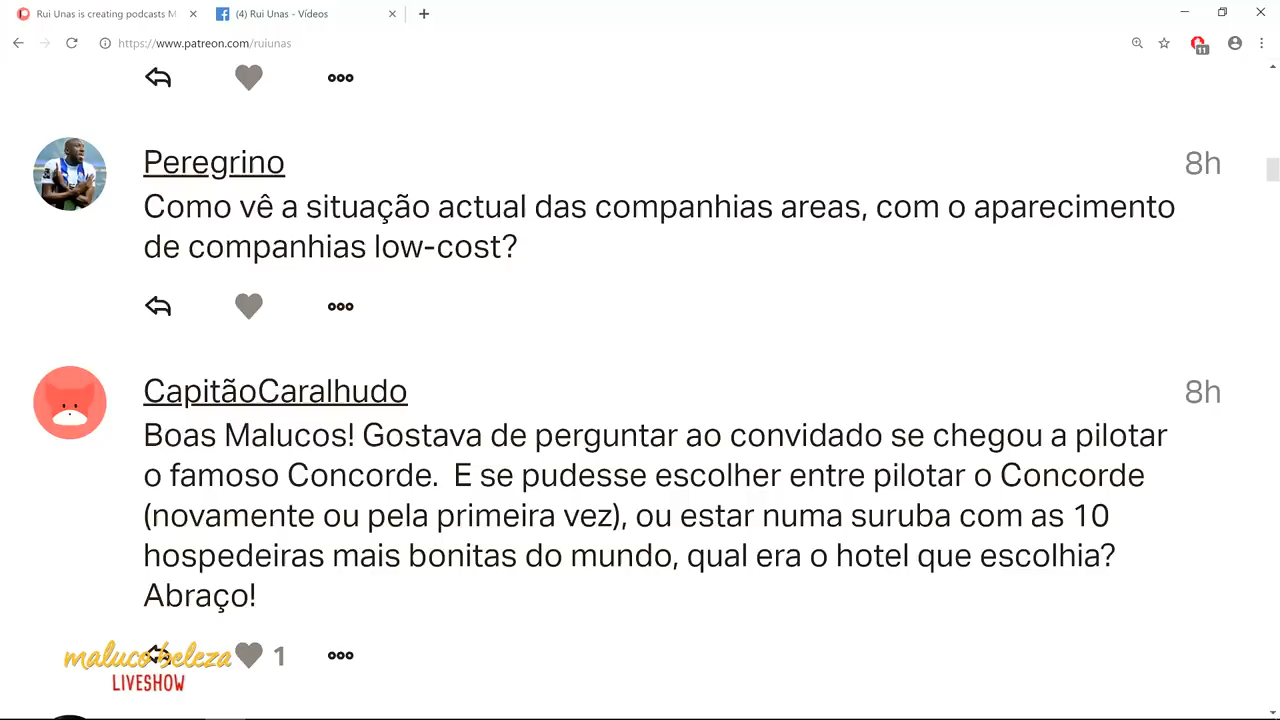 Rui Unas is creating podcasts M
(4) Rui Unas - Vídeos
https://www.patreon.com/ruiunas
11
Peregrino
8h
Como vê a situação actual das companhias areas, com o aparecimento
de companhias low-cost?
CapitãoCaralhudo
8h
Boas Malucos! Gostava de perguntar ao convidado se chegou a pilotar
o famoso Concorde.  E se pudesse escolher entre pilotar o Concorde
(novamente ou pela primeira vez), ou estar numa suruba com as 10
hospedeiras mais bonitas do mundo, qual era o hotel que escolhia?
Abraço!
1
maluco beleza
LIVESHOW